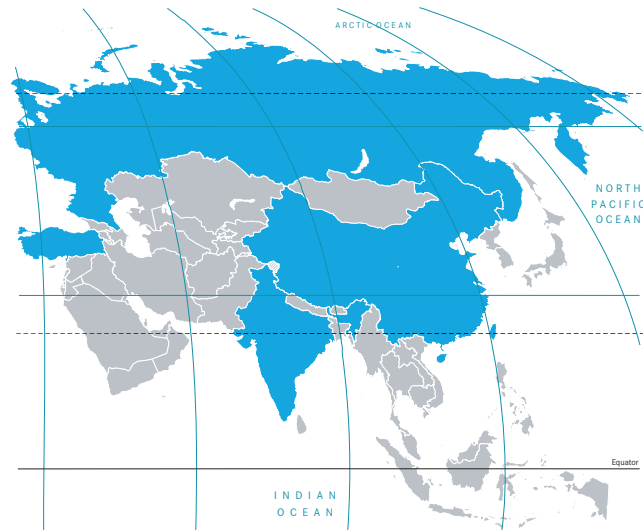 ARCTIC OCEAN
NORTH
PACIFIC
OCEAN
Equator
INDIAN
OCEAN